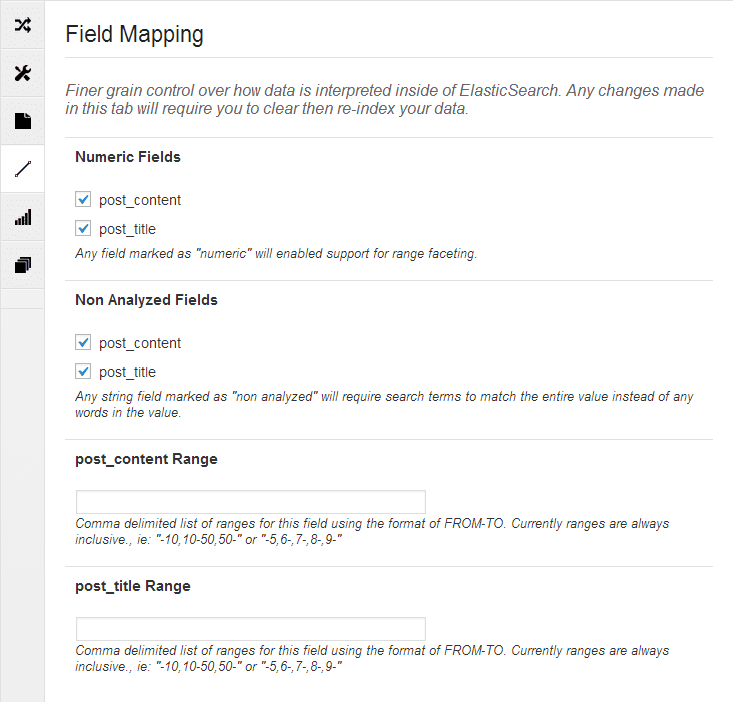 Field Mapping
Finer grain control over how data is interpreted inside of ElasticSearch. Any changes made
in this tab will require you to clear then re-index your data.
Numeric Fields
post_content
post_title
Any field marked as "numeric" will enabled support for range faceting.
Non Analyzed Fields
post_content
post_title
Any string field marked as "non analyzed" will require search terms to match the entire value instead of any
words in the value.
post_content Range
Comma delimited list of ranges for this field using the format of FROM-TO. Currently ranges are always
inclusive., ie: "-10,10-50,50-" or "-5,6-,7-,8-,9-"
post_title Range
Comma delimited list of ranges for this field using the format of FROM-TO. Currently ranges are always
inclusive., ie: "-10,10-50,50-" or "-5,6-,7-,8-,9-"